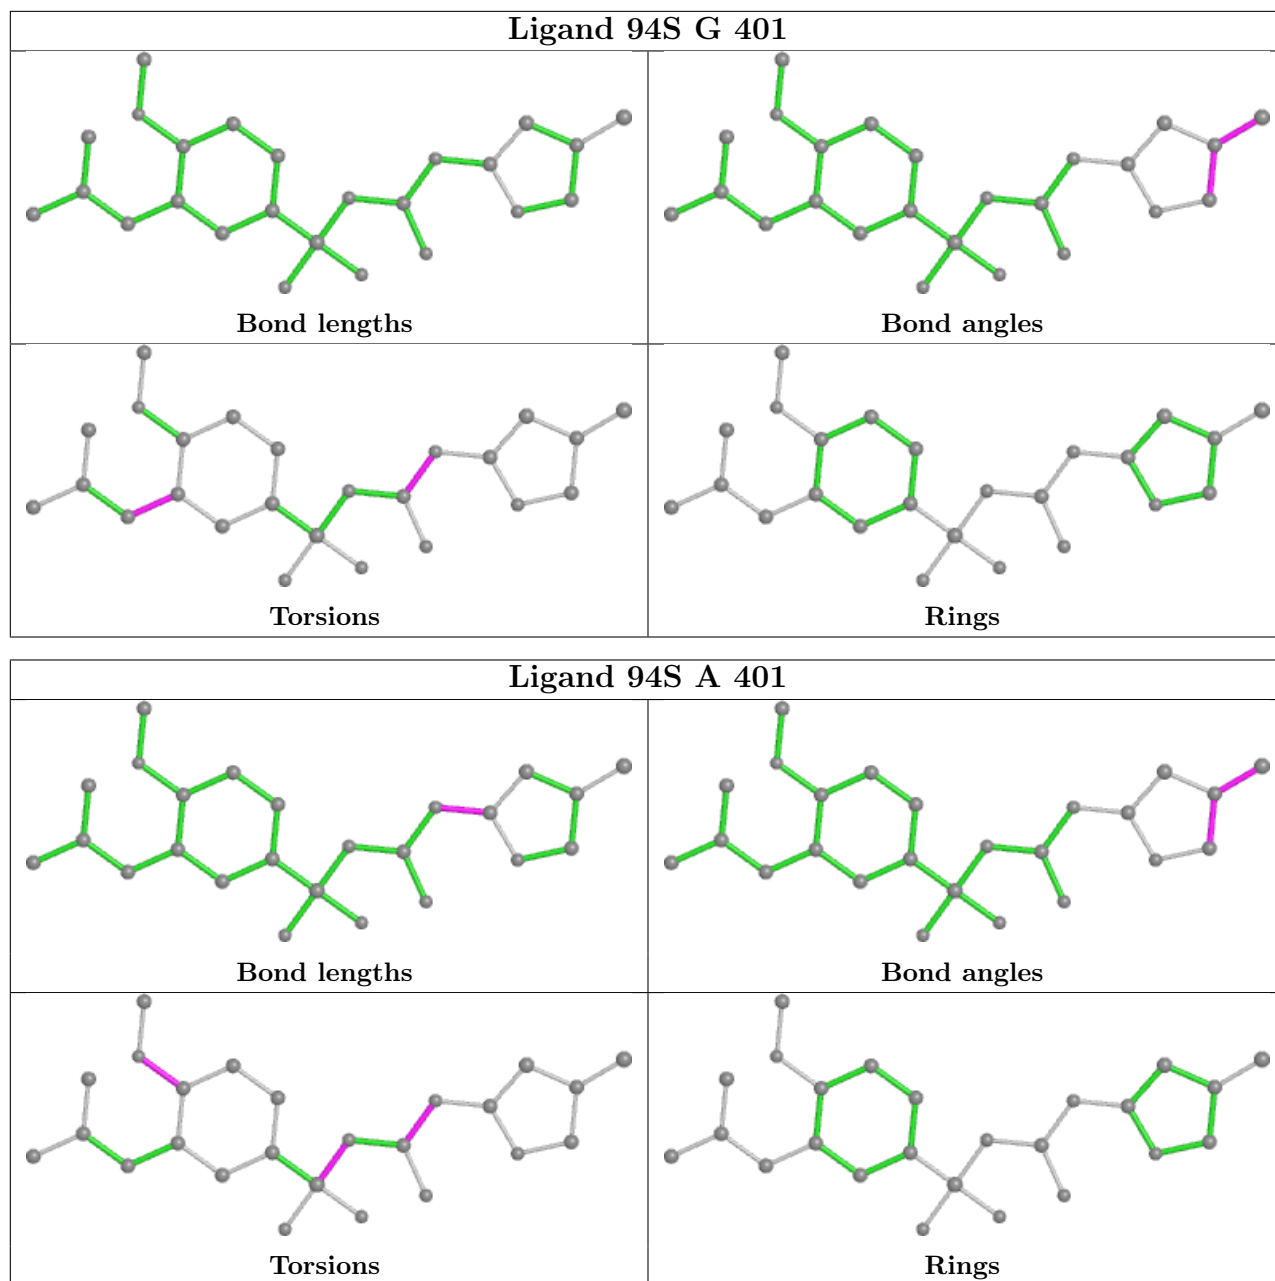 Ligand 94S G 401
Bond lengths
Bond angles
Torsions
Rings
Ligand 94S A 401
Bond lengths
Bond angles
Torsions
Rings